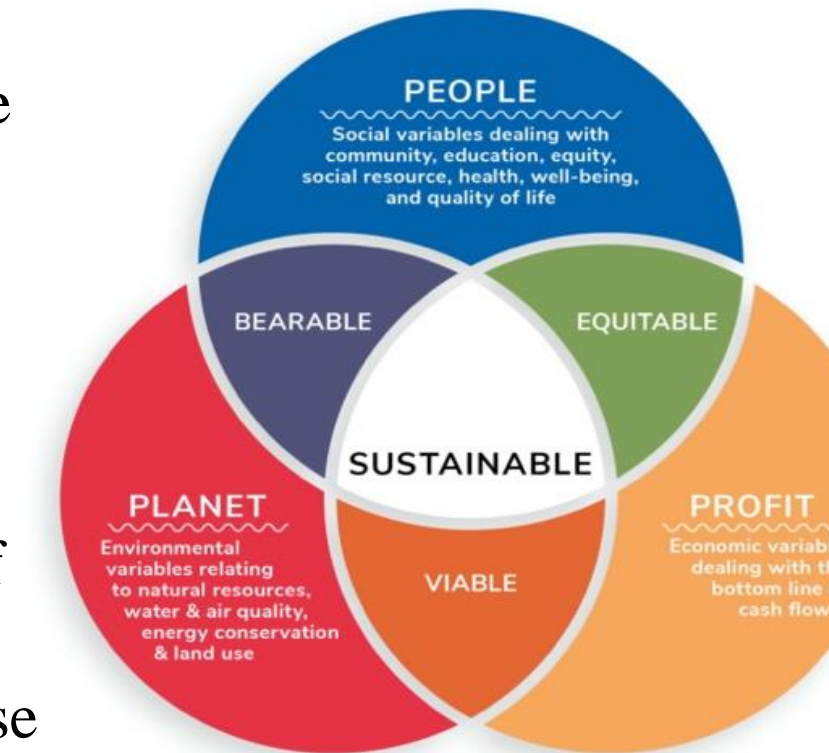 PEOPLE
Social variables dealing with
community, education, equity,
social resource, health, well-being,
and quality of life
BEARABLE
EQUITABLE
SUSTAINABLE
PLANET
Environmental
variables relating
to natural resources,
water & air quality,
energy conservation
& land use
VIABLE
PROFIT
Economic
dealing with
bottom line
cash flow